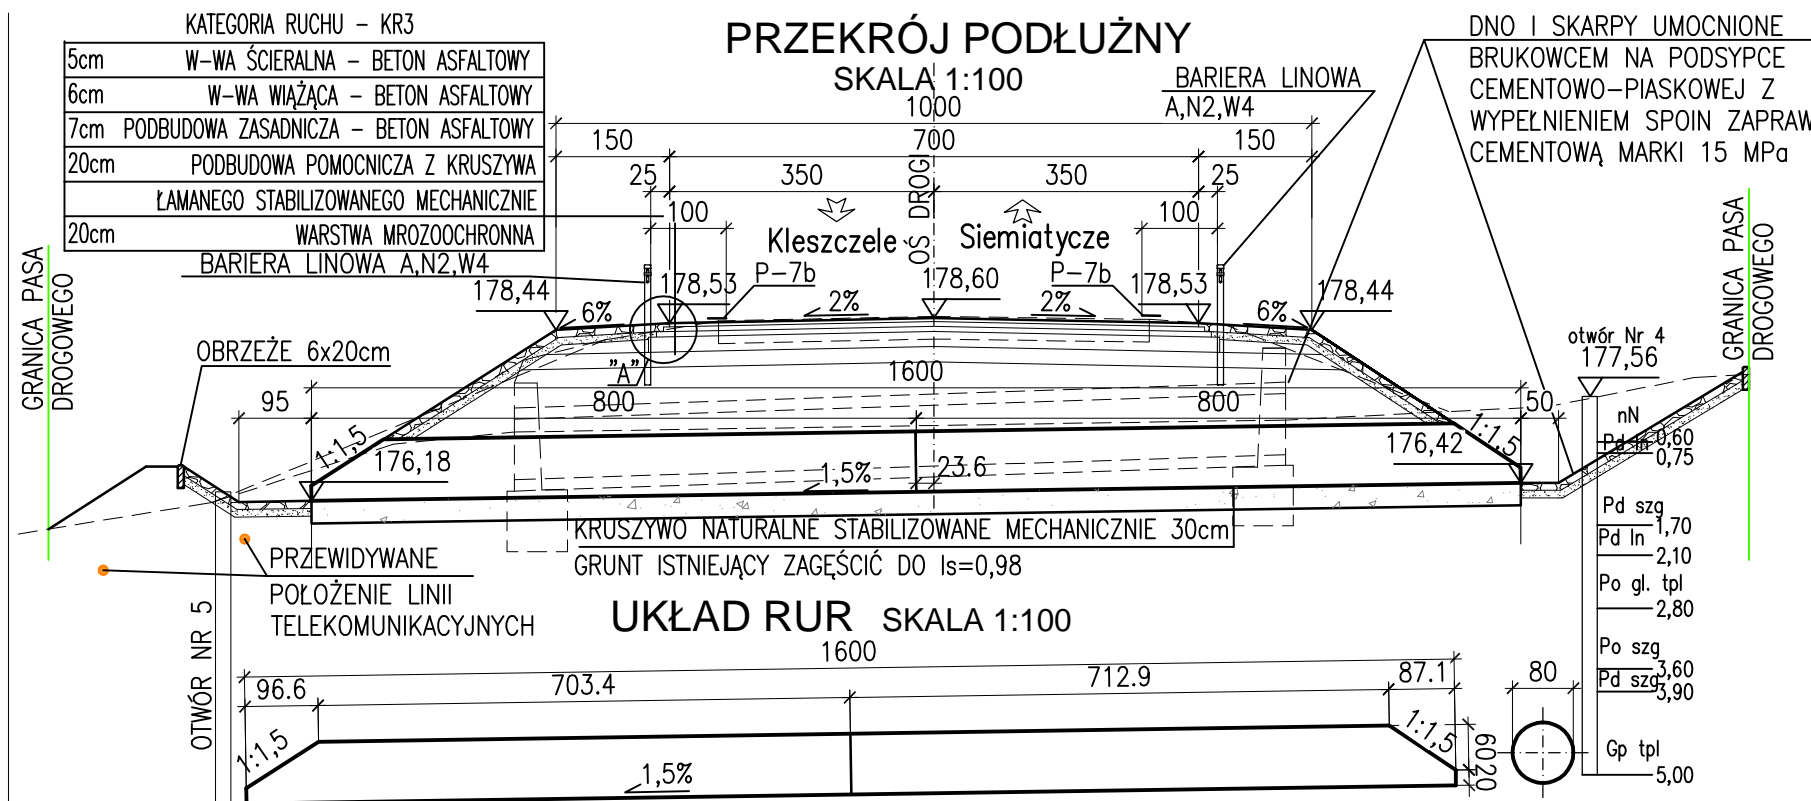 KATEGORIA RUCHU – KR3
5cm W–WA ŚCIERALNA – BETON ASFALTOWY
6cm W–WA WIĄŻĄCA – BETON ASFALTOWY
7cm PODBUDOWA ZASADNICZA – BETON ASFALTOWY
20cm PODBUDOWA POMOCNICZA Z KRUSZYWA
ŁAMANEGO STABILIZOWANEGO MECHANICZNIE
20cm WARSTWA MROZOOCHRONNA
PRZEKRÓJ PODŁUŻNY
SKALA 1:100
DNO I SKARPY UMOCNIONE
BRUKOWCEM NA PODSYPCE
CEMENTOWO–PIASKOWEJ Z
WYPEŁNIENIEM SPOIN ZAPRAW
CEMENTOWĄ MARKI 15 MPa
BARIERA LINOWA
A,N2,W4
1000
150 700 150
25 350 350 25
100 100
OŚ DROGI
Kleszczele Siemiatycze
BARIERA LINOWA A,N2,W4
P–7b P–7b
178,44 178,53 178,60 178,53 178,44
6% 2% 2% 6%
GRANICA PASA
DROGOWEGO
GRANICA PASA
DROGOWEGO
OBRZEŻE 6x20cm
"A"
1600
95 800 800 50
1:1,5 1:1,5
176,18 176,42
1,5% 23.6
otwór Nr 4
177,56
nN
0,60
Pd ln
0,75
Pd szg
1,70
Pd ln
2,10
Po gl. tpl
2,80
Po szg
3,60
Pd szg
3,90
Gp tpl
5,00
KRUSZYWO NATURALNE STABILIZOWANE MECHANICZNIE 30cm
GRUNT ISTNIEJĄCY ZAGĘŚCIĆ DO Is=0,98
PRZEWIDYWANE
POŁOŻENIE LINII
TELEKOMUNIKACYJNYCH
OTWÓR NR 5
UKŁAD RUR SKALA 1:100
1600
96.6 703.4 712.9 87.1
80
1:1,5 1:1,5
1,5%
60
20